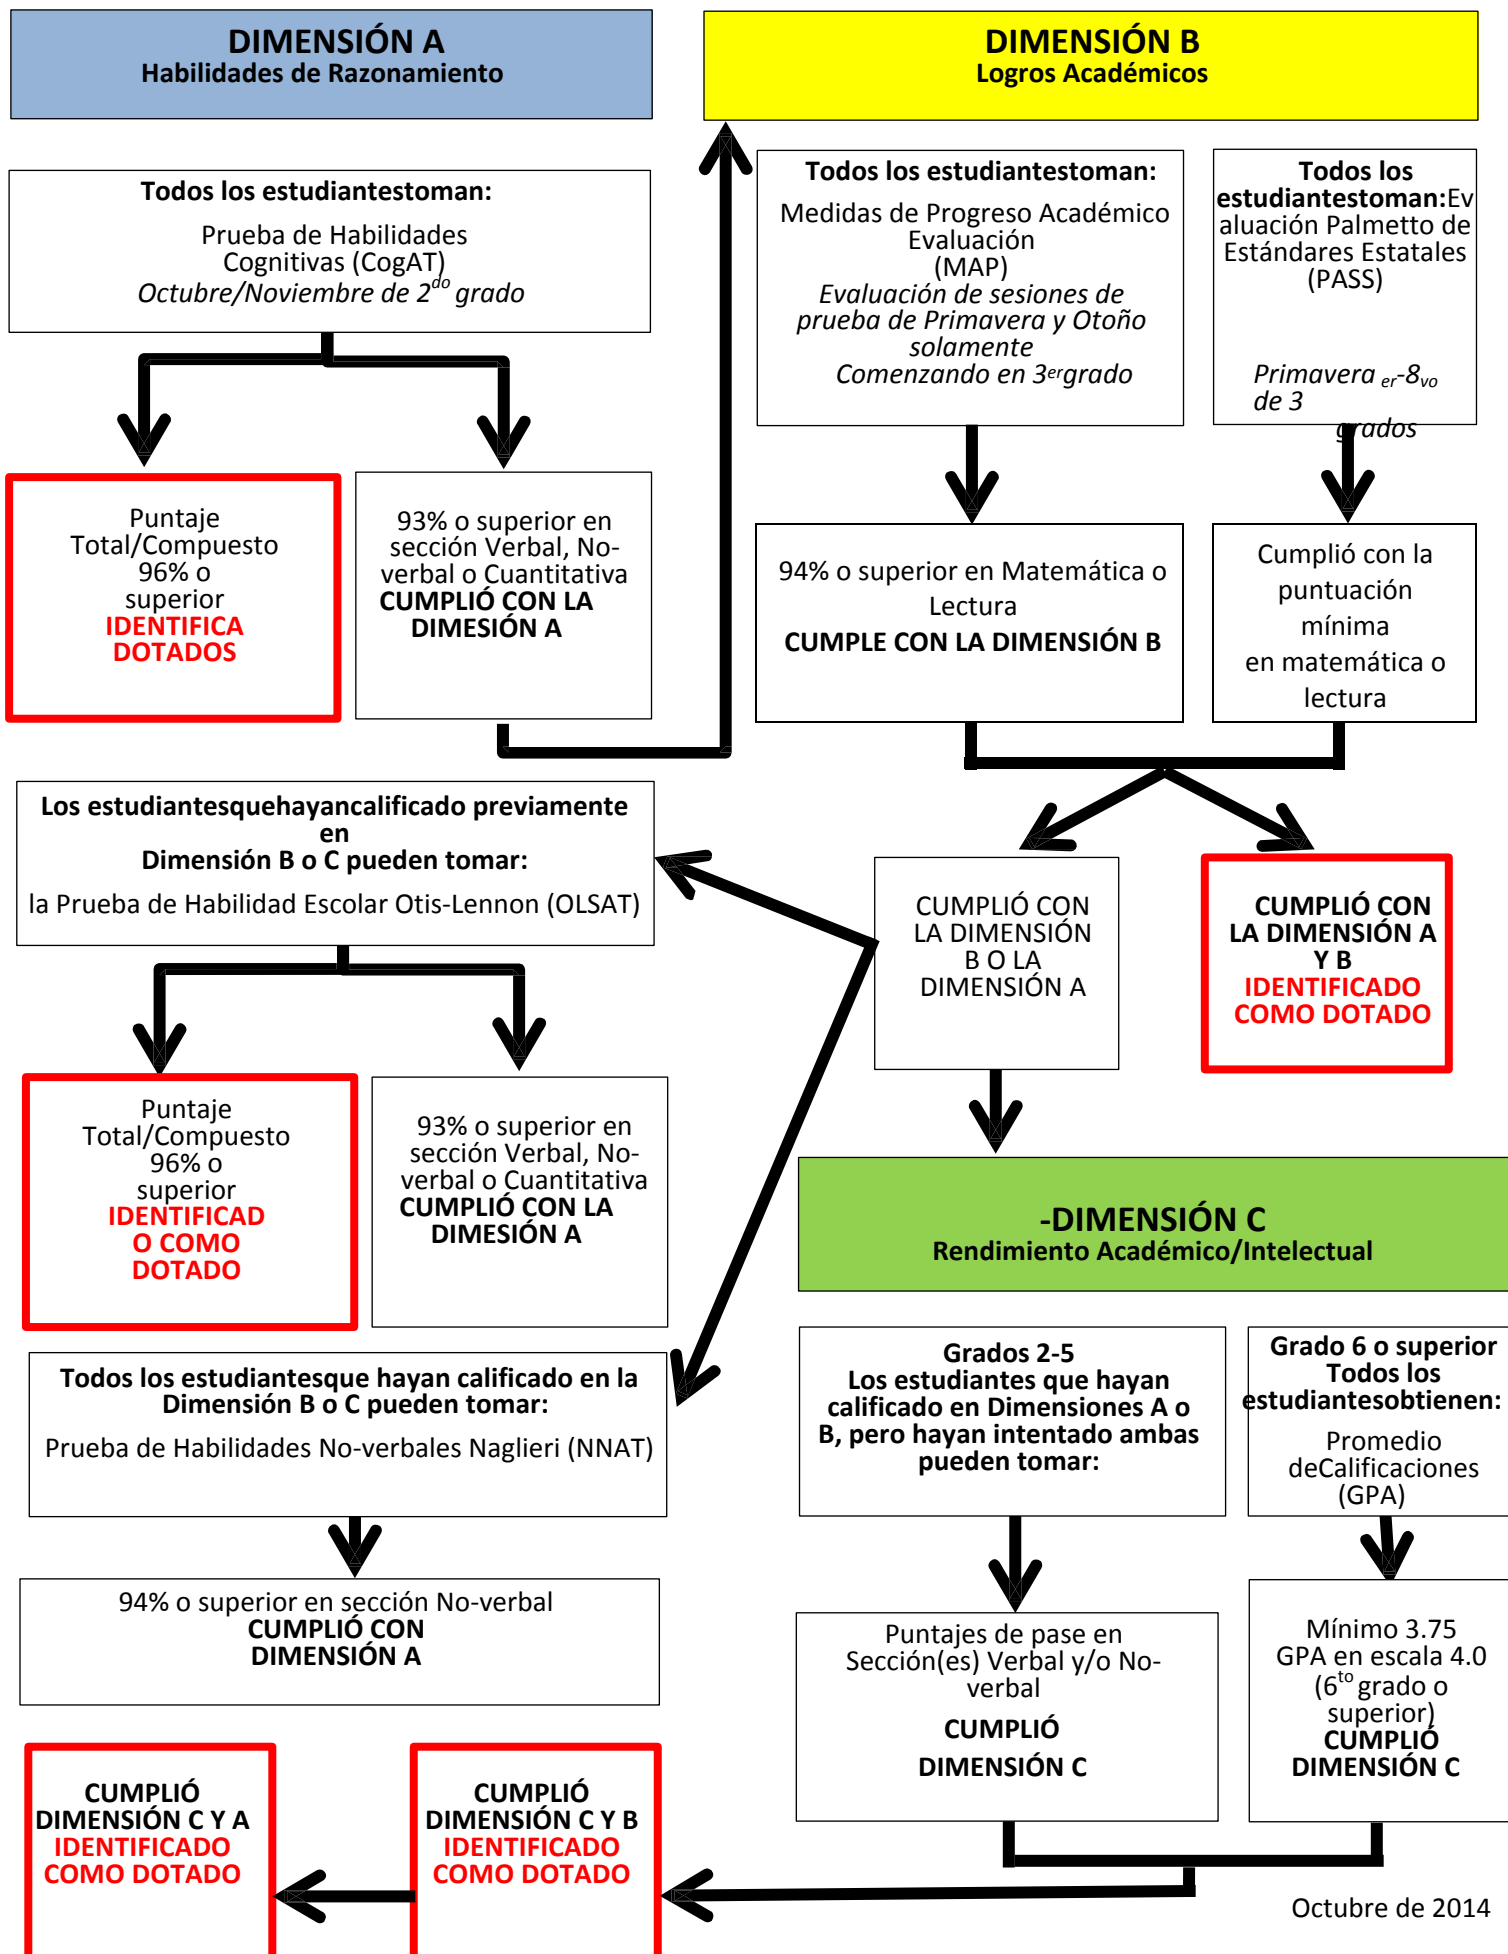 DIMENSIÓN A
Habilidades de Razonamiento
DIMENSIÓN B
Logros Académicos
Todos los estudiantestoman:
Prueba de Habilidades
Cognitivas (CogAT)
Octubre/Noviembre de 2do grado
Todos los estudiantestoman:
Medidas de Progreso Académico
Evaluación
(MAP)
Evaluación de sesiones de
prueba de Primavera y Otoño
solamente
Comenzando en 3ergrado
Todos los
estudiantestoman:Ev
aluación Palmetto de
Estándares Estatales
(PASS)
Primavera er-8vo
de 3
grados
Puntaje
Total/Compuesto
96% o
superior
IDENTIFICA
DOTADOS
93% o superior en
sección Verbal, No-
verbal o Cuantitativa
CUMPLIÓ CON LA
DIMESIÓN A
94% o superior en Matemática o
Lectura
CUMPLE CON LA DIMENSIÓN B
Cumplió con la
puntuación
mínima
en matemática o
lectura
Los estudiantesquehayancalificado previamente
en
Dimensión B o C pueden tomar:
la Prueba de Habilidad Escolar Otis-Lennon (OLSAT)
CUMPLIÓ CON
LA DIMENSIÓN
B O LA
DIMENSIÓN A
CUMPLIÓ CON
LA DIMENSIÓN A
Y B
IDENTIFICADO
COMO DOTADO
Puntaje
Total/Compuesto
96% o
superior
IDENTIFICAD
O COMO
DOTADO
93% o superior en
sección Verbal, No-
verbal o Cuantitativa
CUMPLIÓ CON LA
DIMESIÓN A
-DIMENSIÓN C
Rendimiento Académico/Intelectual
Todos los estudiantesque hayan calificado en la
Dimensión B o C pueden tomar:
Prueba de Habilidades No-verbales Naglieri (NNAT)
Grados 2-5
Los estudiantes que hayan
calificado en Dimensiones A o
B, pero hayan intentado ambas
pueden tomar:
Grado 6 o superior
Todos los
estudiantesobtienen:
Promedio
deCalificaciones
(GPA)
94% o superior en sección No-verbal
CUMPLIÓ CON
DIMENSIÓN A
Puntajes de pase en
Sección(es) Verbal y/o No-
verbal
CUMPLIÓ
DIMENSIÓN C
Mínimo 3.75
GPA en escala 4.0
(6to grado o
superior)
CUMPLIÓ
DIMENSIÓN C
CUMPLIÓ
DIMENSIÓN C Y A
IDENTIFICADO
COMO DOTADO
CUMPLIÓ
DIMENSIÓN C Y B
IDENTIFICADO
COMO DOTADO
Octubre de 2014